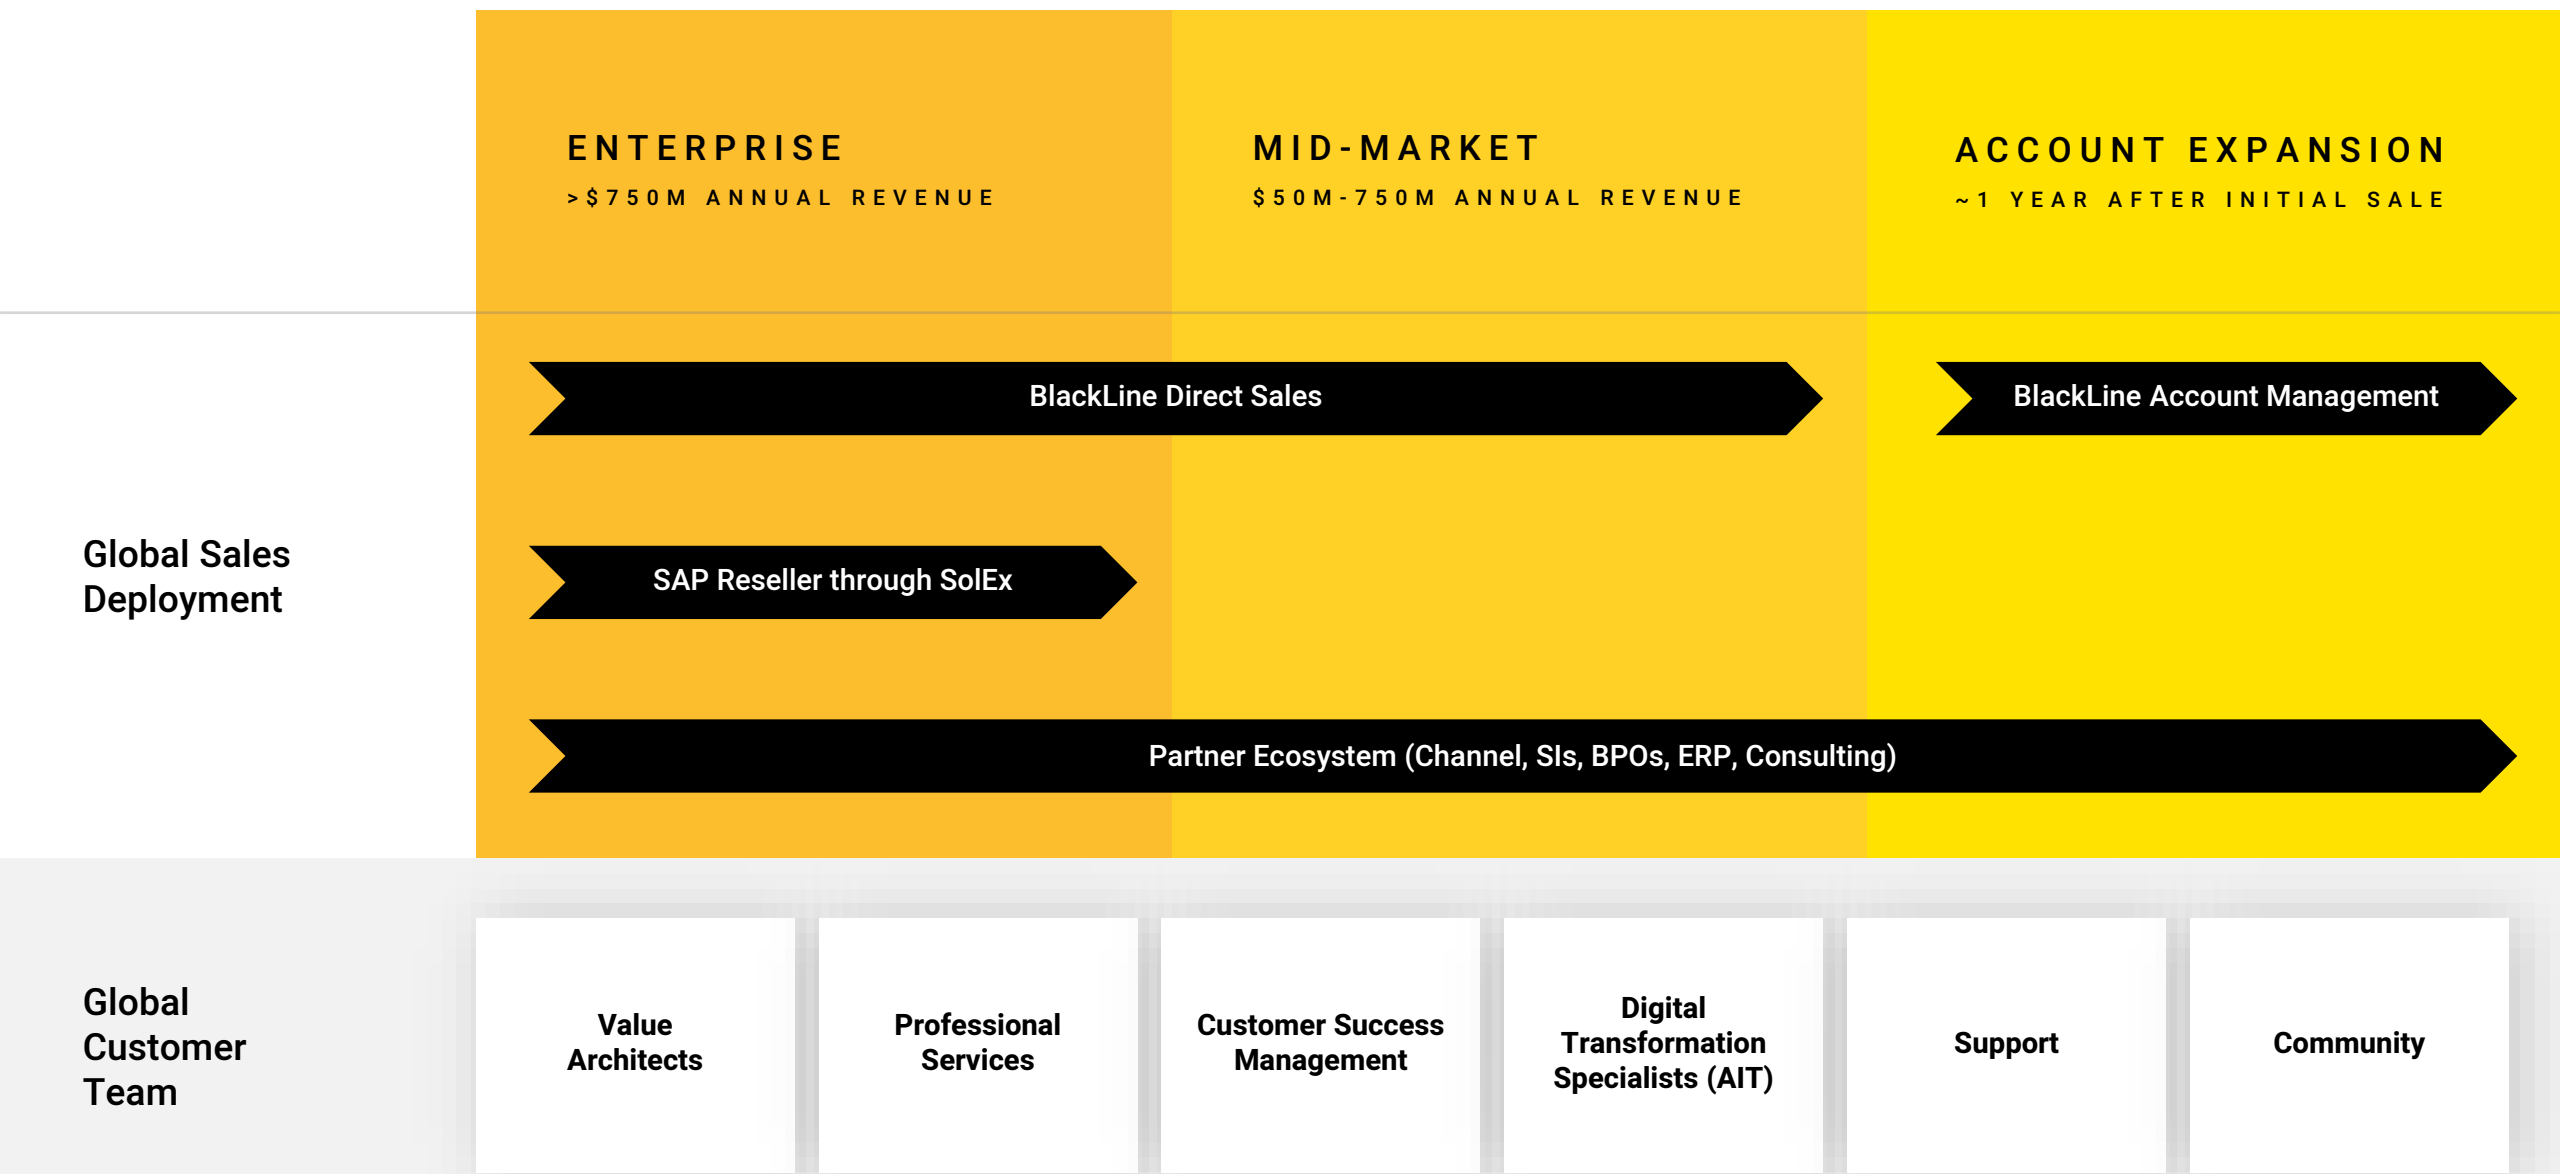 ENTERPRISE
>$750M ANNUAL REVENUE
MID-MARKET
$50M-750M ANNUAL REVENUE
ACCOUNT EXPANSION
~1 YEAR AFTER INITIAL SALE
Global Sales
Deployment
BlackLine Direct Sales
BlackLine Account Management
SAP Reseller through SolEx
Partner Ecosystem (Channel, SIs, BPOs, ERP, Consulting)
Global
Customer
Team
Value
Architects
Professional
Services
Customer Success
Management
Digital
Transformation
Specialists (AIT)
Support
Community